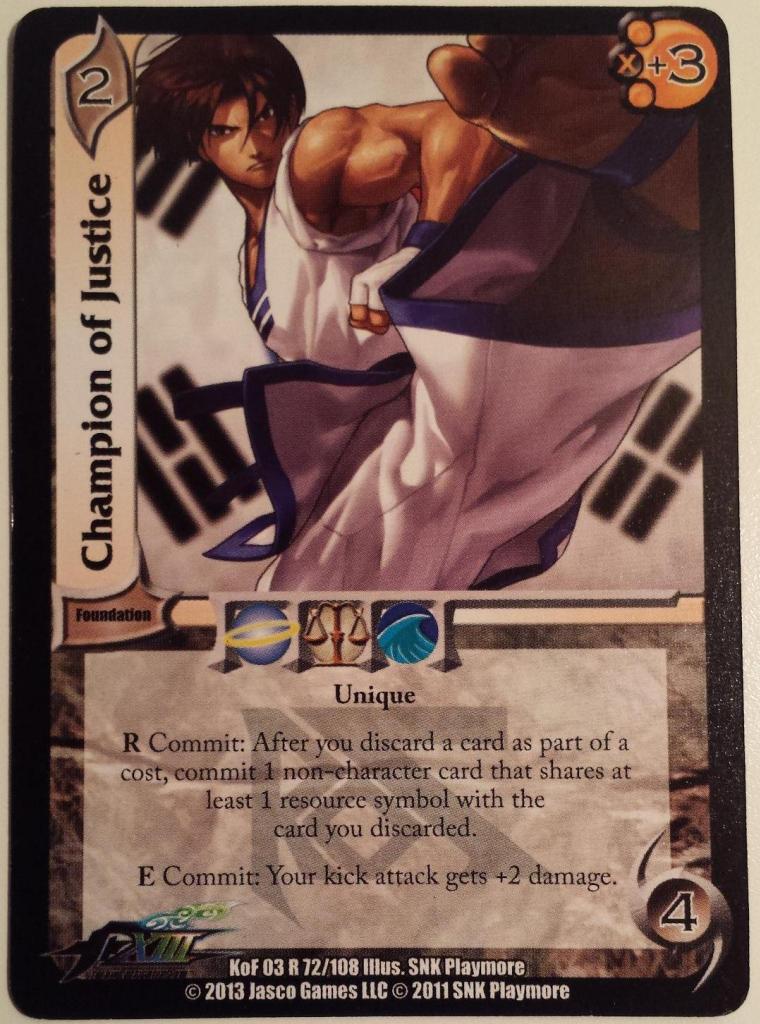 2
+3
X
Champion of Justice
Foundation
Unique
R Commit: After you discard a card as part of a
cost, commit 1 non-character card that shares at
least 1 resource symbol with the
card you discarded.
E Commit: Your kick attack gets +2 damage.
4
XIII
KoF 03 R 72/108 Illus. SNK Playmore
© 2013 Jasco Games LLC © 2011 SNK Playmore